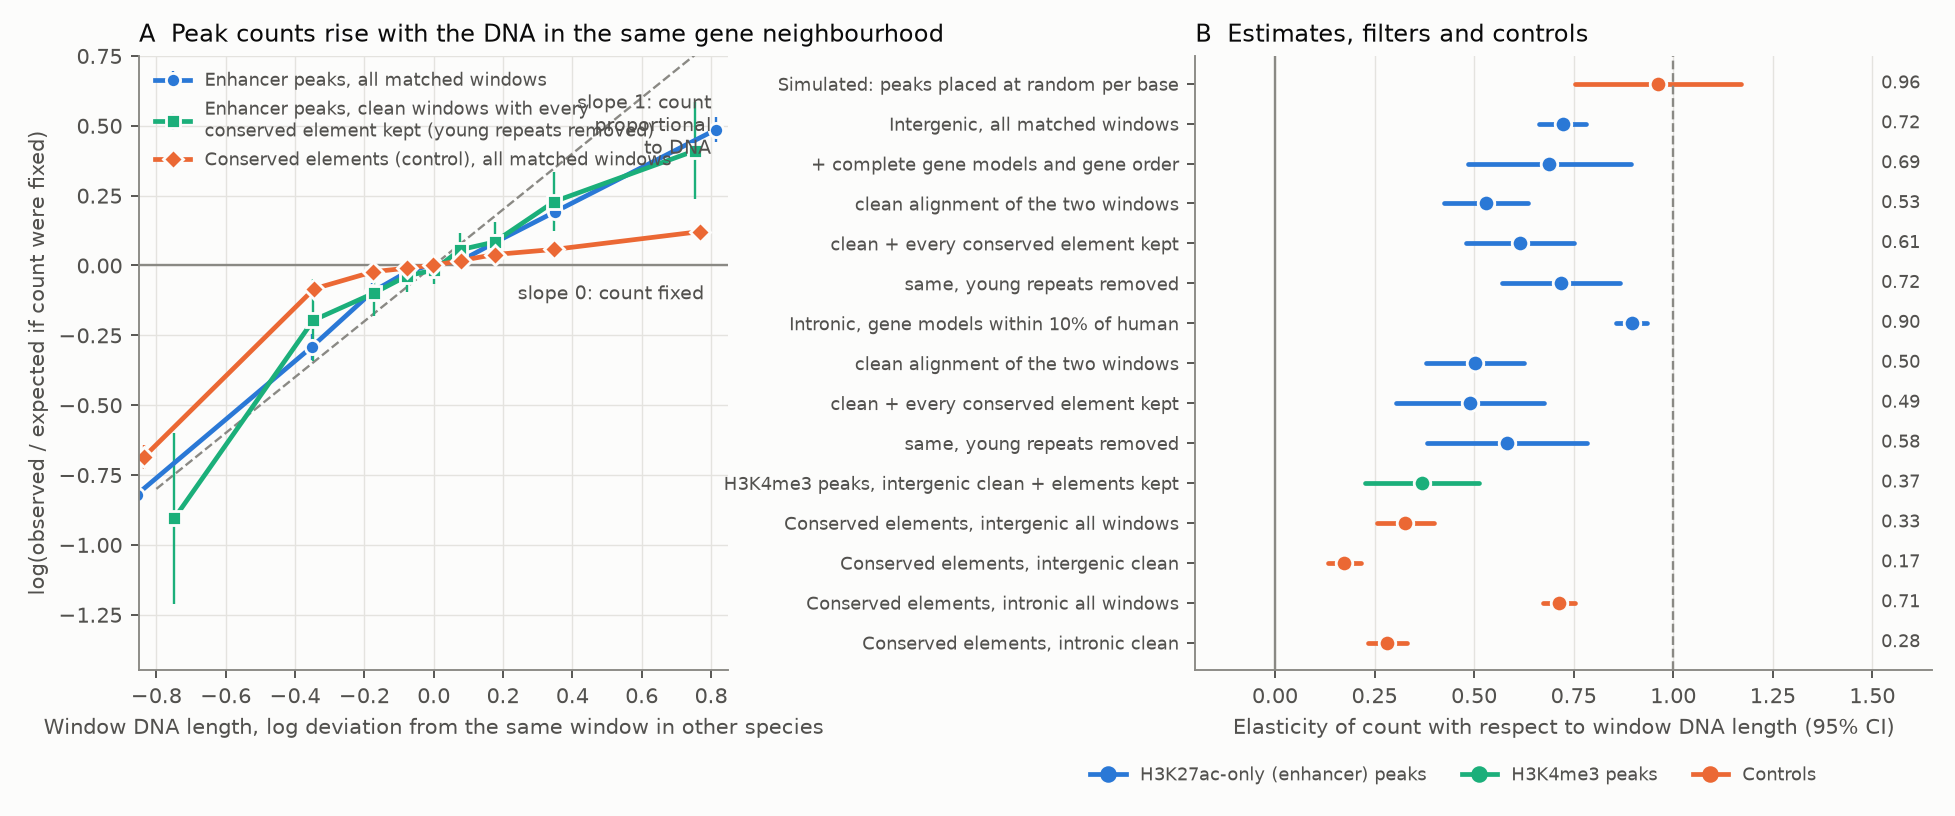 A Peak counts rise with the DNA in the same gene neighbourhood
log(observed / expected if count were fixed)
0.75
0.50
0.25
0.00
−0.25
−0.50
−0.75
−1.00
−1.25
Enhancer peaks, all matched windows
Enhancer peaks, clean windows with every
conserved element kept (young repeats removed)
Conserved elements (control), all matched windows
slope 1: count
proportional
to DNA
slope 0: count fixed
−0.8 −0.6 −0.4 −0.2 0.0 0.2 0.4 0.6 0.8
Window DNA length, log deviation from the same window in other species
B Estimates, filters and controls
Simulated: peaks placed at random per base 0.96
Intergenic, all matched windows 0.72
+ complete gene models and gene order 0.69
clean alignment of the two windows 0.53
clean + every conserved element kept 0.61
same, young repeats removed 0.72
Intronic, gene models within 10% of human 0.90
clean alignment of the two windows 0.50
clean + every conserved element kept 0.49
same, young repeats removed 0.58
H3K4me3 peaks, intergenic clean + elements kept 0.37
Conserved elements, intergenic all windows 0.33
Conserved elements, intergenic clean 0.17
Conserved elements, intronic all windows 0.71
Conserved elements, intronic clean 0.28
0.00 0.25 0.50 0.75 1.00 1.25 1.50
Elasticity of count with respect to window DNA length (95% CI)
H3K27ac-only (enhancer) peaks
H3K4me3 peaks
Controls